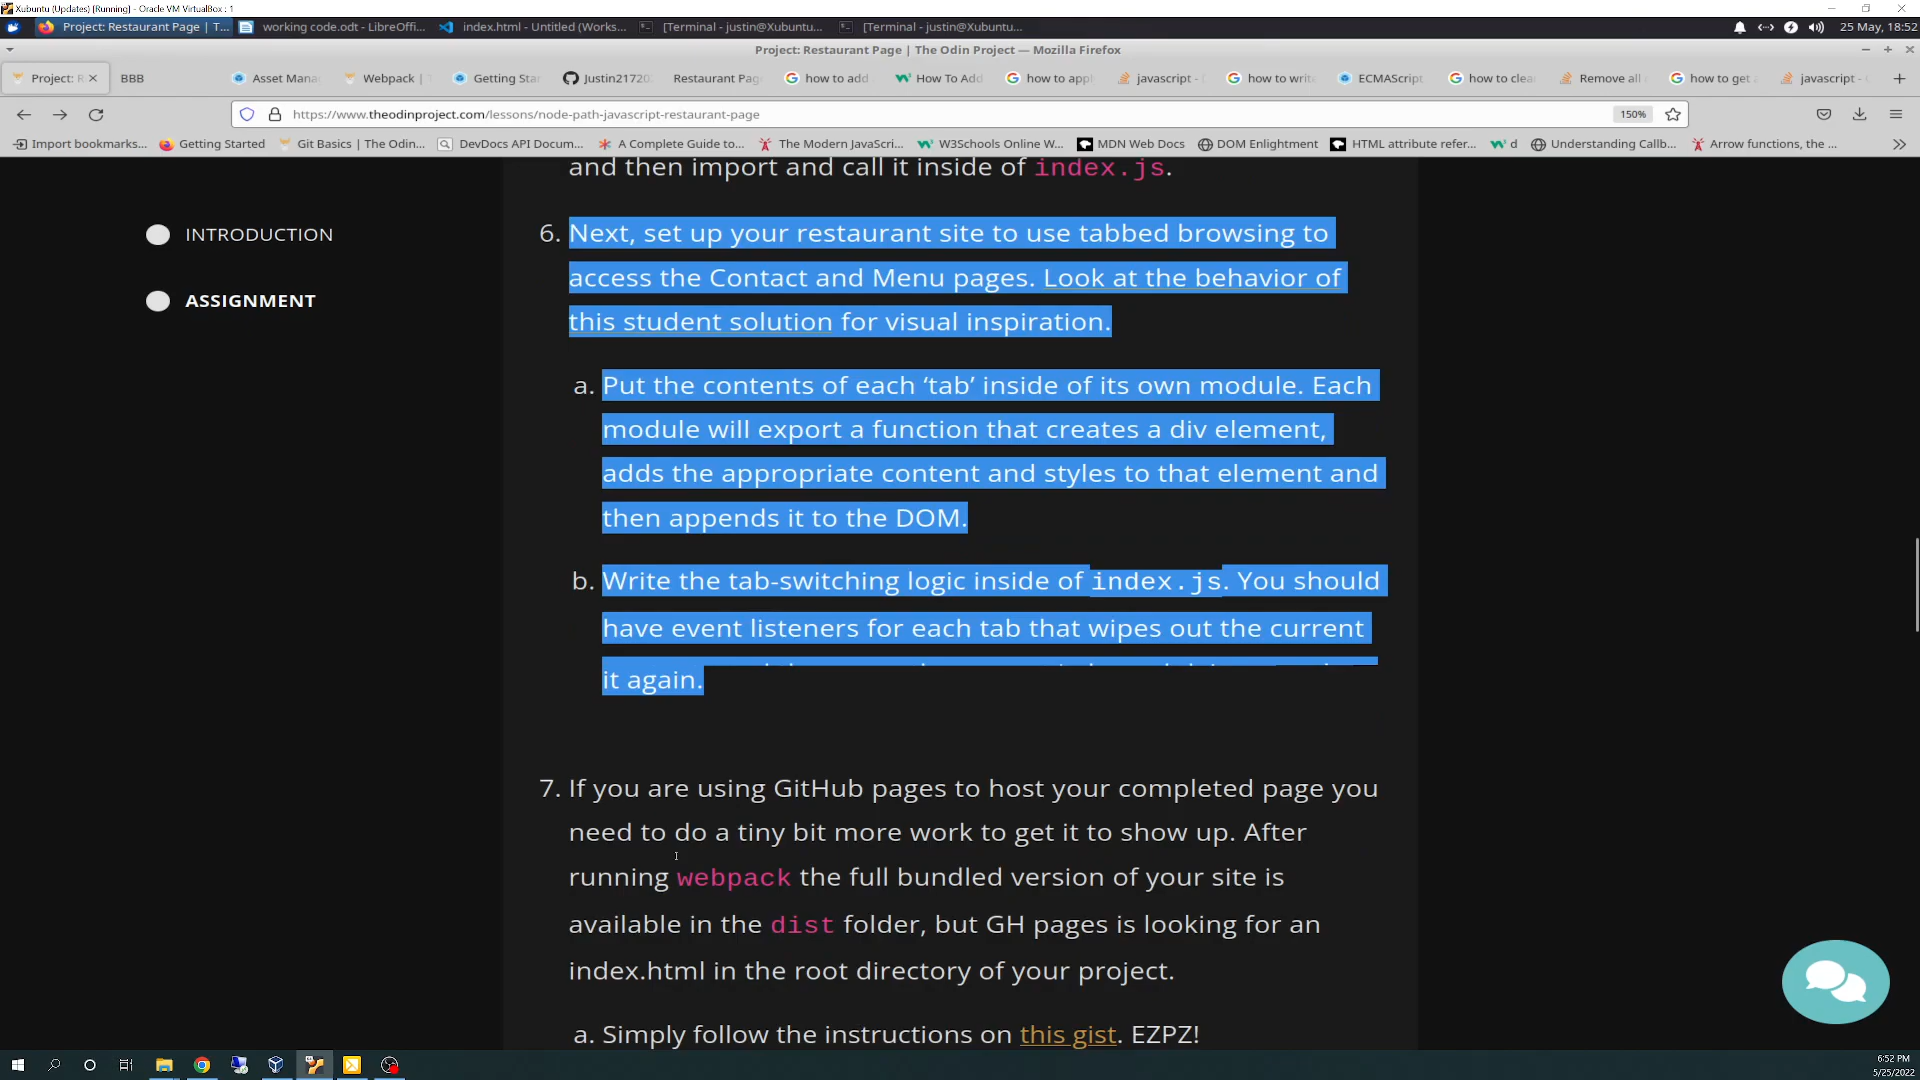 Xubuntu (Updates) [Running] - Oracle VM VirtualBox : 1
Project: Restaurant Page | T... working code.odt - LibreOffi... index.html - Untitled (Works... [Terminal - justin@Xubuntu... [Terminal - justin@Xubuntu... 25 May, 18:52
Project: Restaurant Page | The Odin Project — Mozilla Firefox
Project: R BBB Asset Mana Webpack | Getting Sta Justin21720 Restaurant Pag how to add How To Add how to appl javascript - how to write ECMAScript how to clea Remove all how to get javascript -
https://www.theodinproject.com/lessons/node-path-javascript-restaurant-page 150%
Import bookmarks... Getting Started Git Basics | The Odin... DevDocs API Docum... A Complete Guide to... The Modern JavaScri... W3Schools Online W... MDN Web Docs DOM Enlightment HTML attribute refer... d Understanding Callb... Arrow functions, the ...
and then import and call it inside of index.js.
INTRODUCTION
ASSIGNMENT
6. Next, set up your restaurant site to use tabbed browsing to
access the Contact and Menu pages. Look at the behavior of
this student solution for visual inspiration.
a. Put the contents of each ‘tab’ inside of its own module. Each
module will export a function that creates a div element,
adds the appropriate content and styles to that element and
then appends it to the DOM.
b. Write the tab-switching logic inside of index.js. You should
have event listeners for each tab that wipes out the current
it again.
7. If you are using GitHub pages to host your completed page you
need to do a tiny bit more work to get it to show up. After
running webpack the full bundled version of your site is
available in the dist folder, but GH pages is looking for an
index.html in the root directory of your project.
a. Simply follow the instructions on this gist. EZPZ!
6:52 PM
5/25/2022